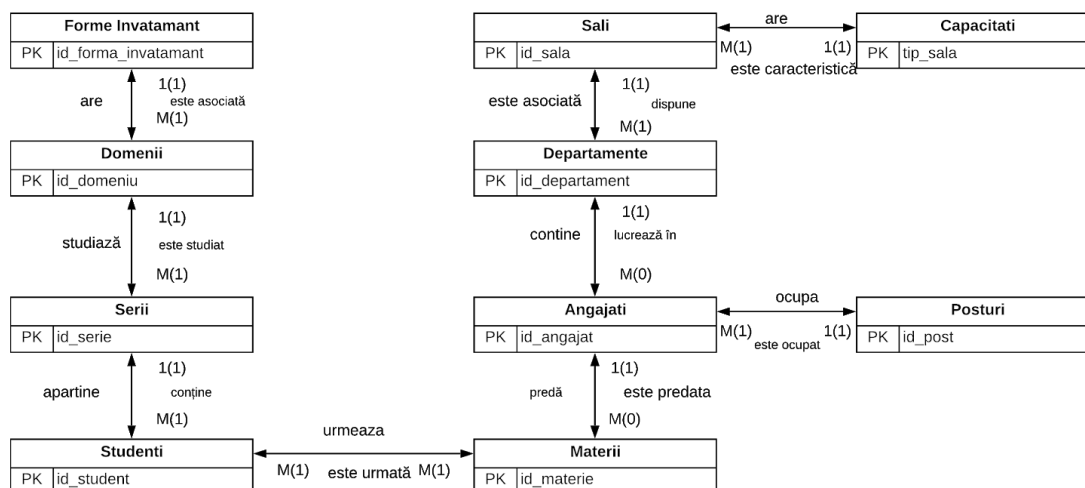 Forme Invatamant
PK id_forma_invatamant
are
1(1)
este asociată
M(1)
Domenii
PK id_domeniu
1(1)
studiază
este studiat
M(1)
Serii
PK id_serie
1(1)
apartine
conține
M(1)
Studenti
PK id_student
urmeaza
M(1)
este urmată
M(1)
Sali
PK id_sala
are
M(1)
1(1)
este caracteristică
Capacitati
PK tip_sala
1(1)
este asociată
dispune
M(1)
Departamente
PK id_departament
1(1)
contine
lucrează în
M(0)
Angajati
PK id_angajat
ocupa
M(1)
1(1)
este ocupat
Posturi
PK id_post
1(1)
predă
este predata
M(0)
Materii
PK id_materie